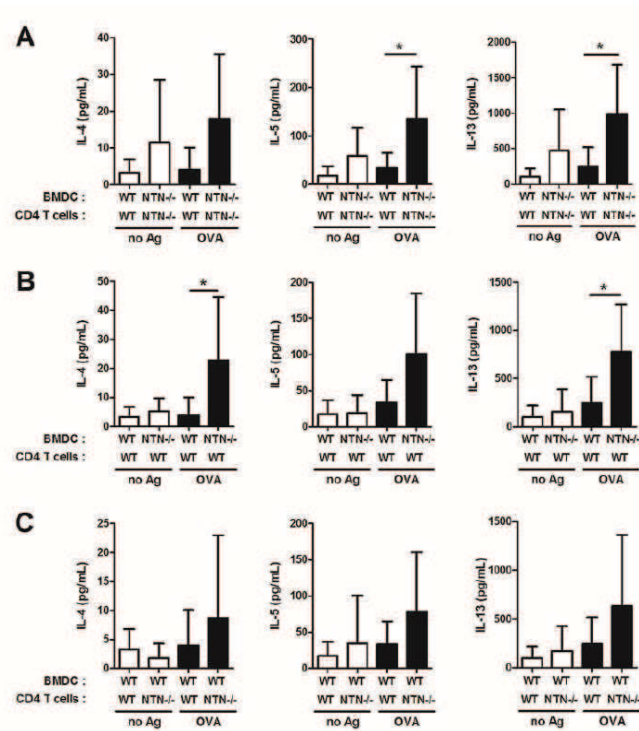 A
IL-4 (pg/mL)
40
30
20
10
0
IL-5 (pg/mL)
300
200
100
0
*
IL-13 (pg/mL)
2000
1500
1000
500
0
*
BMDC : WT NTN-/- WT NTN-/- WT NTN-/- WT NTN-/- WT NTN-/- WT NTN-/-
CD4 T cells : WT NTN-/- WT NTN-/- WT NTN-/- WT NTN-/- WT NTN-/- WT NTN-/-
no Ag OVA no Ag OVA no Ag OVA
B
IL-4 (pg/mL)
50
40
30
20
10
0
*
IL-5 (pg/mL)
200
150
100
50
0
IL-13 (pg/mL)
1500
1000
500
0
*
BMDC : WT NTN-/- WT NTN-/- WT NTN-/- WT NTN-/- WT NTN-/- WT NTN-/-
CD4 T cells : WT WT WT WT WT WT WT WT WT WT WT WT
no Ag OVA no Ag OVA no Ag OVA
C
IL-4 (pg/mL)
25
20
15
10
5
0
IL-5 (pg/mL)
200
150
100
50
0
IL-13 (pg/mL)
1500
1000
500
0
BMDC : WT WT WT WT WT WT WT WT WT WT WT WT
CD4 T cells : WT NTN-/- WT NTN-/- WT NTN-/- WT NTN-/- WT NTN-/- WT NTN-/-
no Ag OVA no Ag OVA no Ag OVA